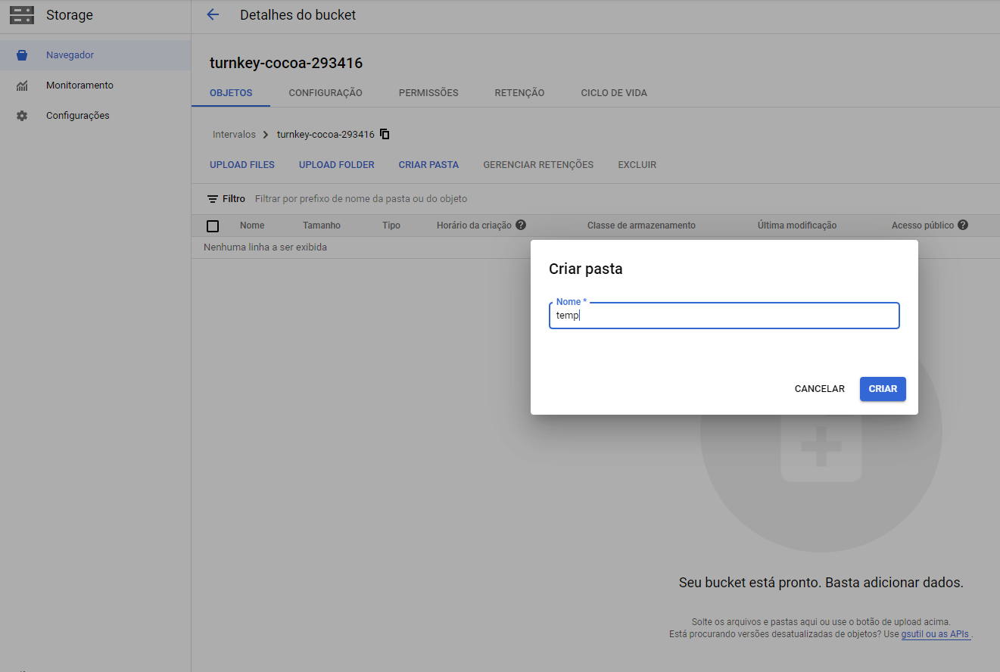 Storage
Detalhes do bucket
Navegador
Monitoramento
Configurações
turnkey-cocoa-293416
OBJETOS CONFIGURAÇÃO PERMISSÕES RETENÇÃO CICLO DE VIDA
Intervalos turnkey-cocoa-293416
UPLOAD FILES UPLOAD FOLDER CRIAR PASTA GERENCIAR RETENÇÕES EXCLUIR
Filtro Filtrar por prefixo de nome da pasta ou do objeto
Nome Tamanho Tipo Horário da criação ? Classe de armazenamento Última modificação Acesso público ?
Nenhuma linha a ser exibida
Criar pasta
Nome *
temp
CANCELAR CRIAR
Seu bucket está pronto. Basta adicionar dados.
Solte os arquivos e pastas aqui ou use o botão de upload acima.
Está procurando versões desatualizadas de objetos? Use gsutil ou as APIs .